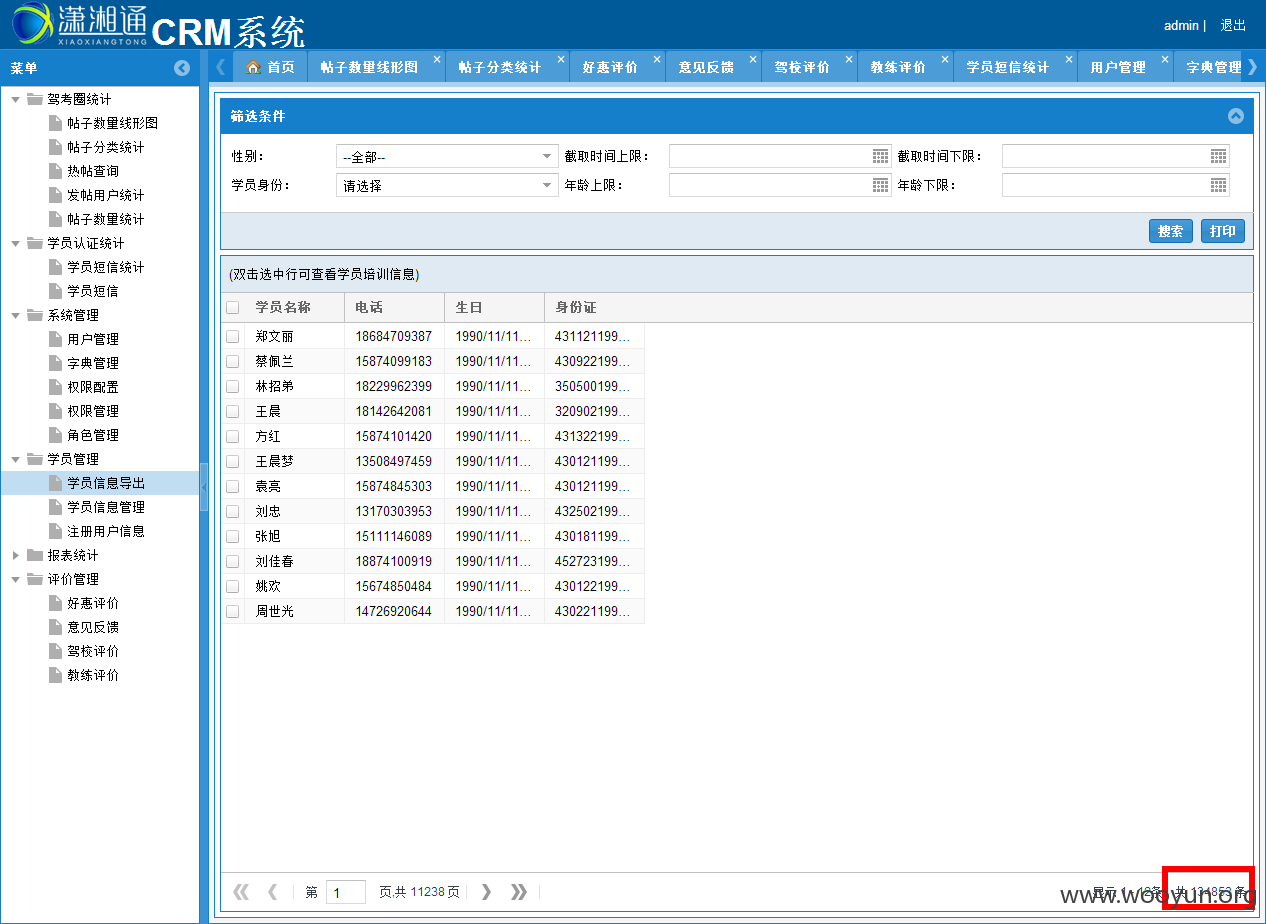 潇湘通
XIAOXIANGTONG
CRM系统
admin | 退出
菜单
首页 帖子数量线形图 帖子分类统计 好惠评价 意见反馈 驾校评价 教练评价 学员短信统计 用户管理 字典管理
驾考圈统计
帖子数量线形图
帖子分类统计
热帖查询
发帖用户统计
帖子数量统计
学员认证统计
学员短信统计
学员短信
系统管理
用户管理
字典管理
权限配置
权限管理
角色管理
学员管理
学员信息导出
学员信息管理
注册用户信息
报表统计
评价管理
好惠评价
意见反馈
驾校评价
教练评价
筛选条件
性别： --全部-- 截取时间上限： 截取时间下限：
学员身份： 请选择 年龄上限： 年龄下限：
搜索 打印
(双击选中行可查看学员培训信息)
学员名称 电话 生日 身份证
郑文丽 18684709387 1990/11/11... 431121199...
蔡佩兰 15874099183 1990/11/11... 430922199...
林招弟 18229962399 1990/11/11... 350500199...
王晨 18142642081 1990/11/11... 320902199...
方红 15874101420 1990/11/11... 431322199...
王晨梦 13508497459 1990/11/11... 430121199...
袁亮 15874845303 1990/11/11... 430121199...
刘忠 13170303953 1990/11/11... 432502199...
张旭 15111146089 1990/11/11... 430181199...
刘佳春 18874100919 1990/11/11... 452723199...
姚欢 15674850484 1990/11/11... 430122199...
周世光 14726920644 1990/11/11... 430221199...
第 1 页,共 11238 页
显示 1 - 12条，共 134853 条
www.wooyun.org